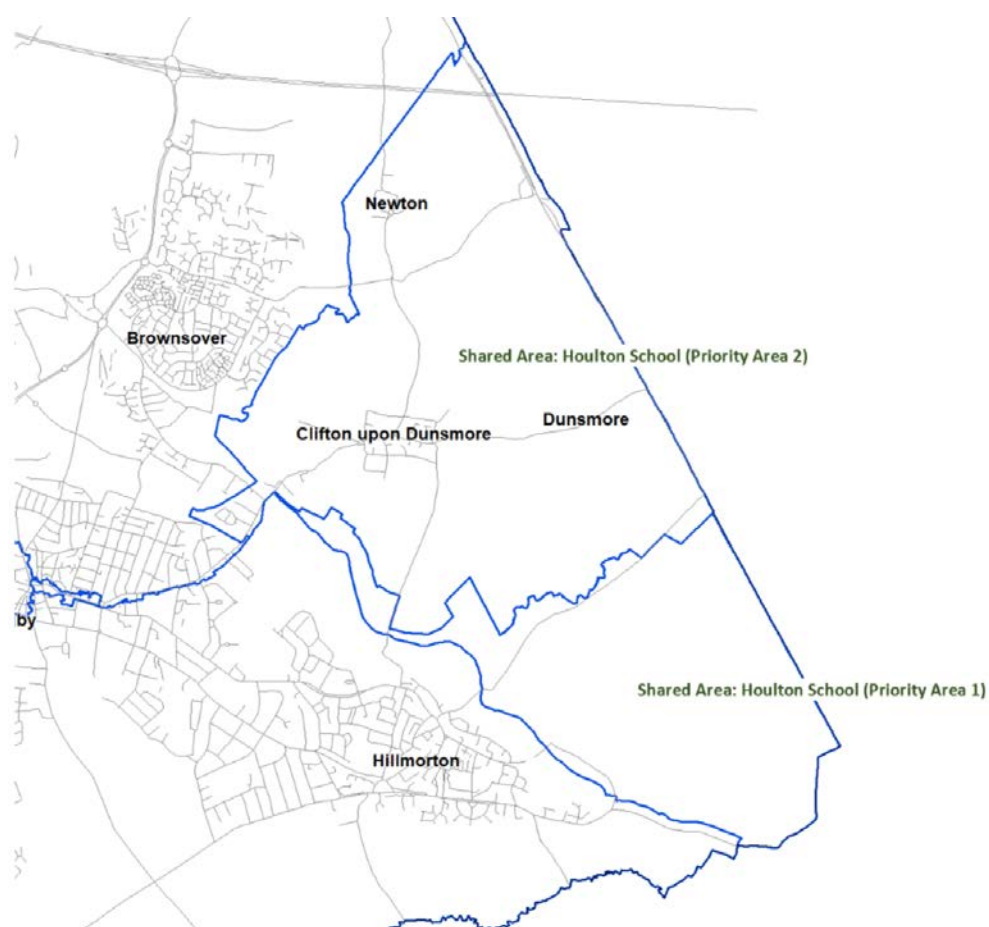 Newton
Brownsover
Shared Area: Houlton School (Priority Area 2)
Dunsmore
Clifton upon Dunsmore
by
Shared Area: Houlton School (Priority Area 1)
Hillmorton